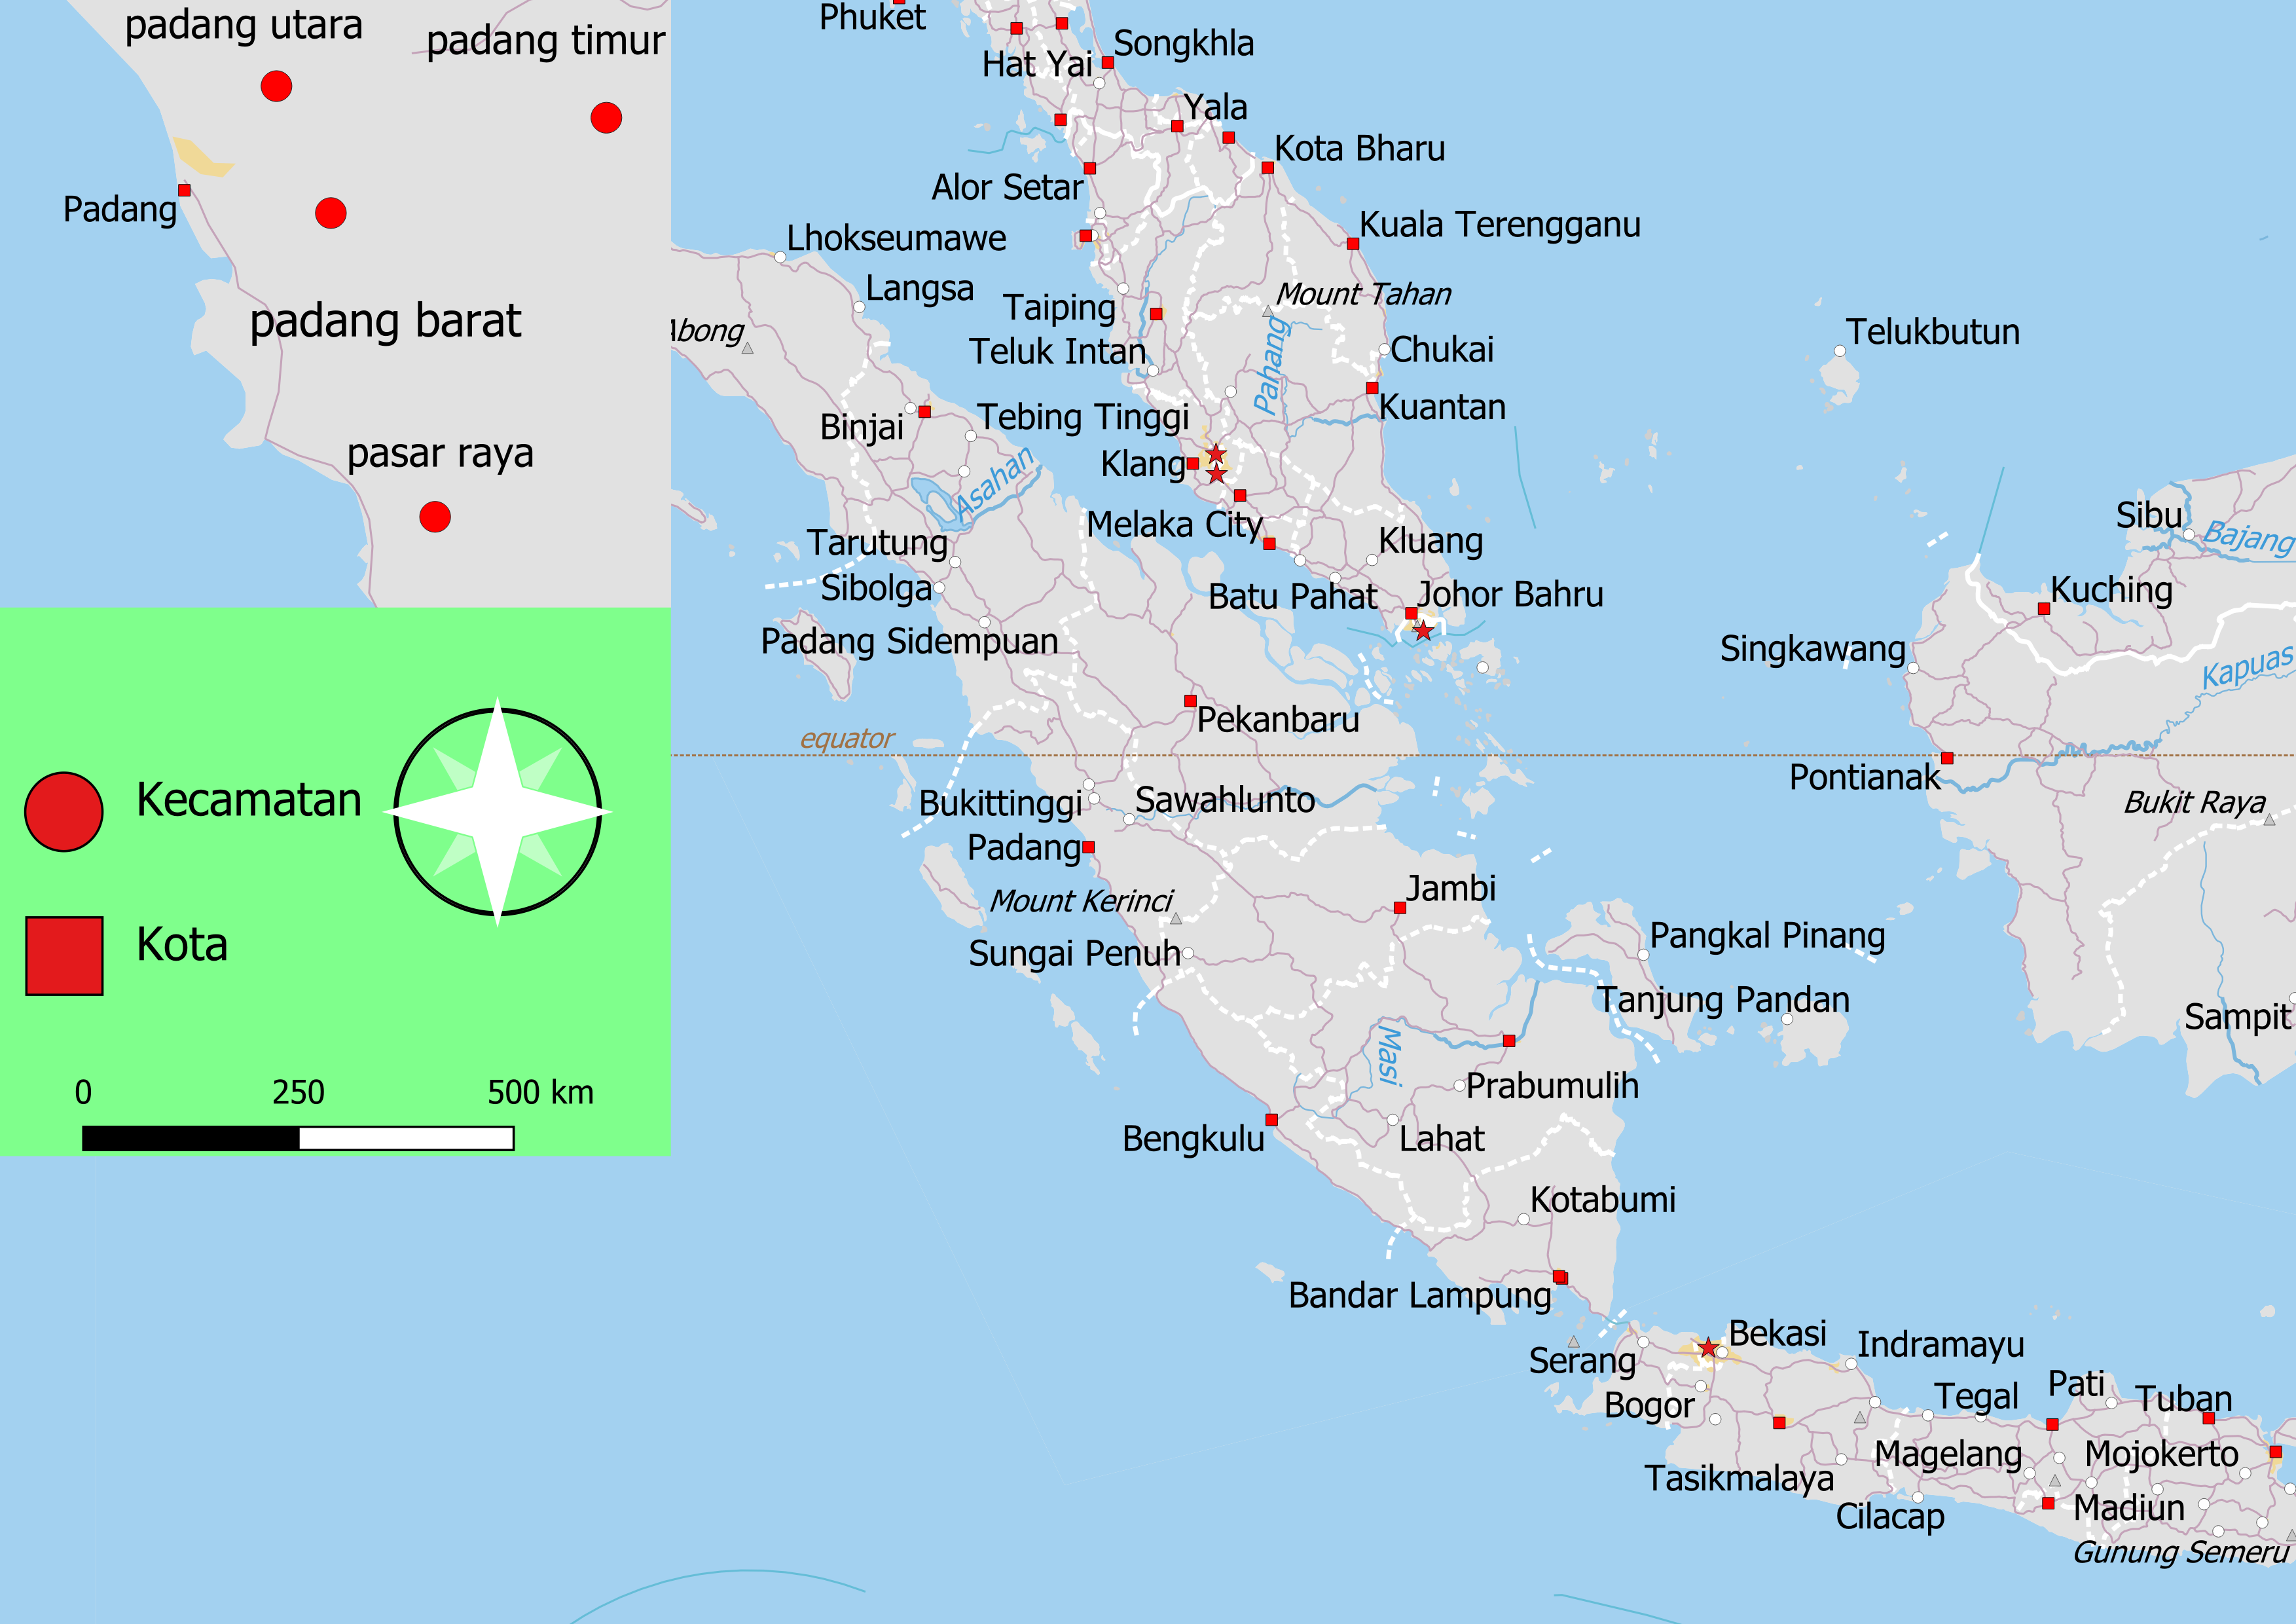 padang utara
padang timur
Padang
padang barat
pasar raya
Kecamatan
Kota
0 250 500 km
Phuket
Songkhla
Hat Yai
Yala
Kota Bharu
Alor Setar
Kuala Terengganu
Lhokseumawe
Langsa
Mount Tahan
Taiping
Abong
Telukbutun
Teluk Intan
Chukai
Pahang
Kuantan
Tebing Tinggi
Binjai
Klang
Asahan
Melaka City
Sibu
Bajang
Tarutung
Kluang
Sibolga
Batu Pahat
Johor Bahru
Kuching
Padang Sidempuan
Singkawang
Kapuas
Pekanbaru
equator
Pontianak
Bukittinggi
Sawahlunto
Bukit Raya
Padang
Jambi
Mount Kerinci
Pangkal Pinang
Sungai Penuh
Tanjung Pandan
Sampit
Masi
Prabumulih
Bengkulu
Lahat
Kotabumi
Bandar Lampung
Bekasi
Indramayu
Serang
Bogor
Tegal
Pati
Tuban
Magelang
Mojokerto
Tasikmalaya
Cilacap
Madiun
Gunung Semeru